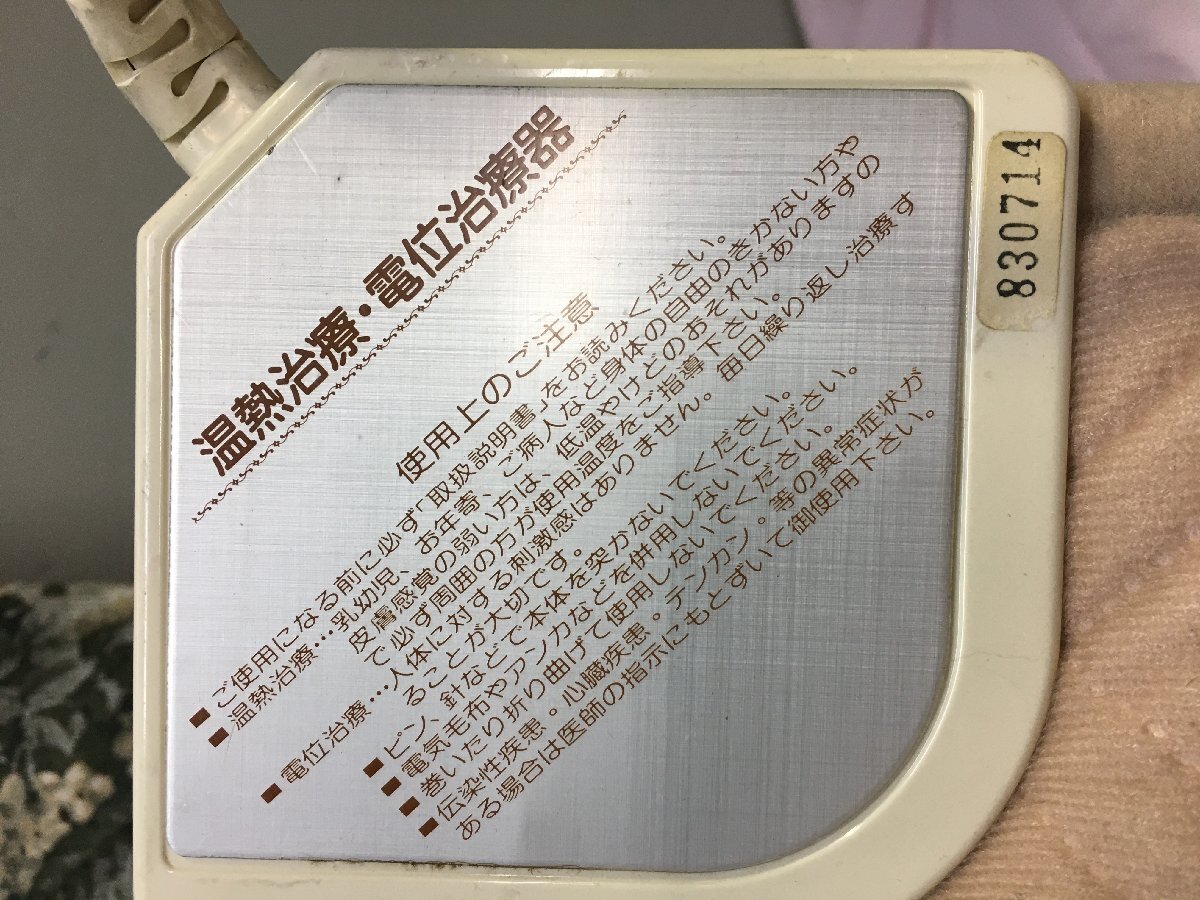 温熱治療・電位治療器
使用上のご注意
■ ご使用になる前に必ず「取扱説明書」をお読みください。
■ 温熱治療…乳幼児、お年寄、ご病人など身体の自由のきかない方や
皮膚感覚の弱い方は、低温やけどのおそれがありますの
で必ず周囲の方が使用温度をご指導下さい。
■ 電位治療…人体に対する刺激感はありません。毎日繰り返し治療す
ることが大切です。
■ ピン、針などで本体を突かないでください。
■ 電気毛布やアンカなどを併用しないでください。
■ 巻いたり折り曲げて使用しないでください。
■ 伝染性疾患。心臓疾患。テンカン。等の異常症状が
ある場合は医師の指示にもとずいて御使用下さい。
830714